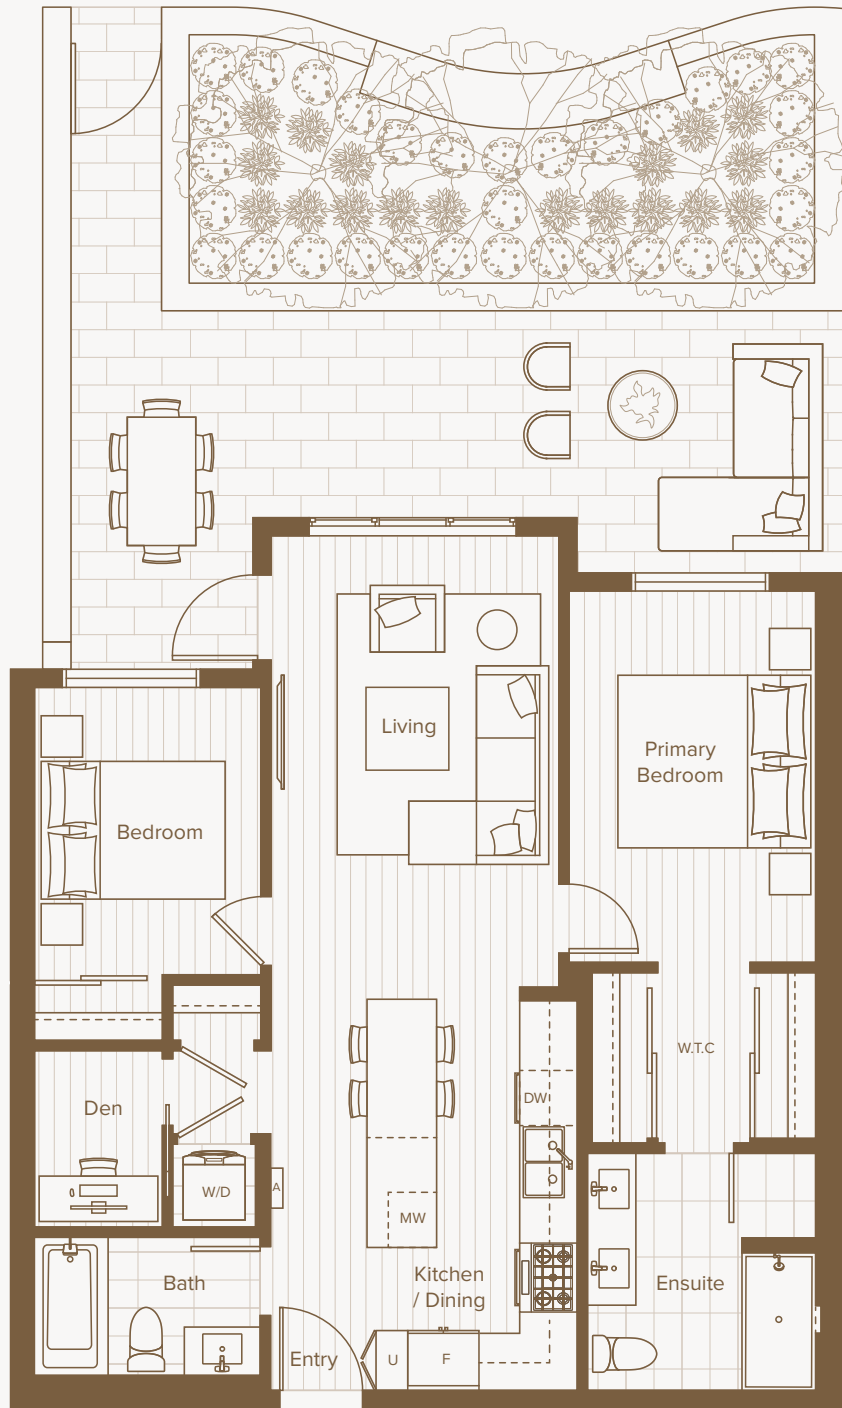 Living
Primary
Bedroom
Bedroom
W.T.C
DW
Den
W/D
A
MW
Kitchen
/ Dining
Bath
Ensuite
Entry
U
F